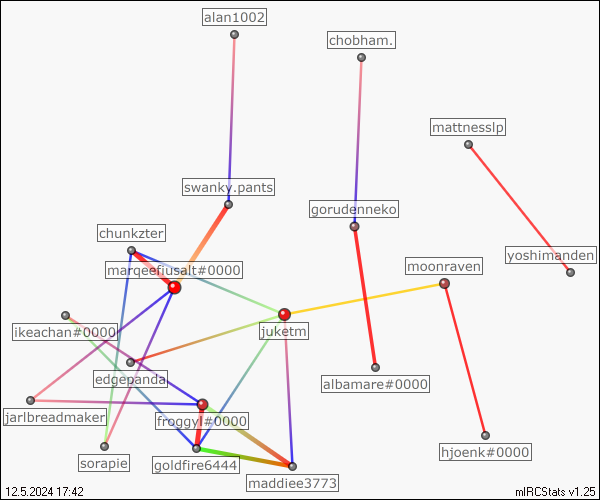 alan1002
chobham.
mattnesslp
swanky.pants
gorudenneko
chunkzter
yoshimanden
marqeefiusalt#0000
moonraven
ikeachan#0000
juketm
edgepanda
albamare#0000
jarlbreadmaker
froggyl#0000
hjoenk#0000
sorapie
goldfire6444
maddiee3773
12.5.2024 17:42
mIRCStats v1.25